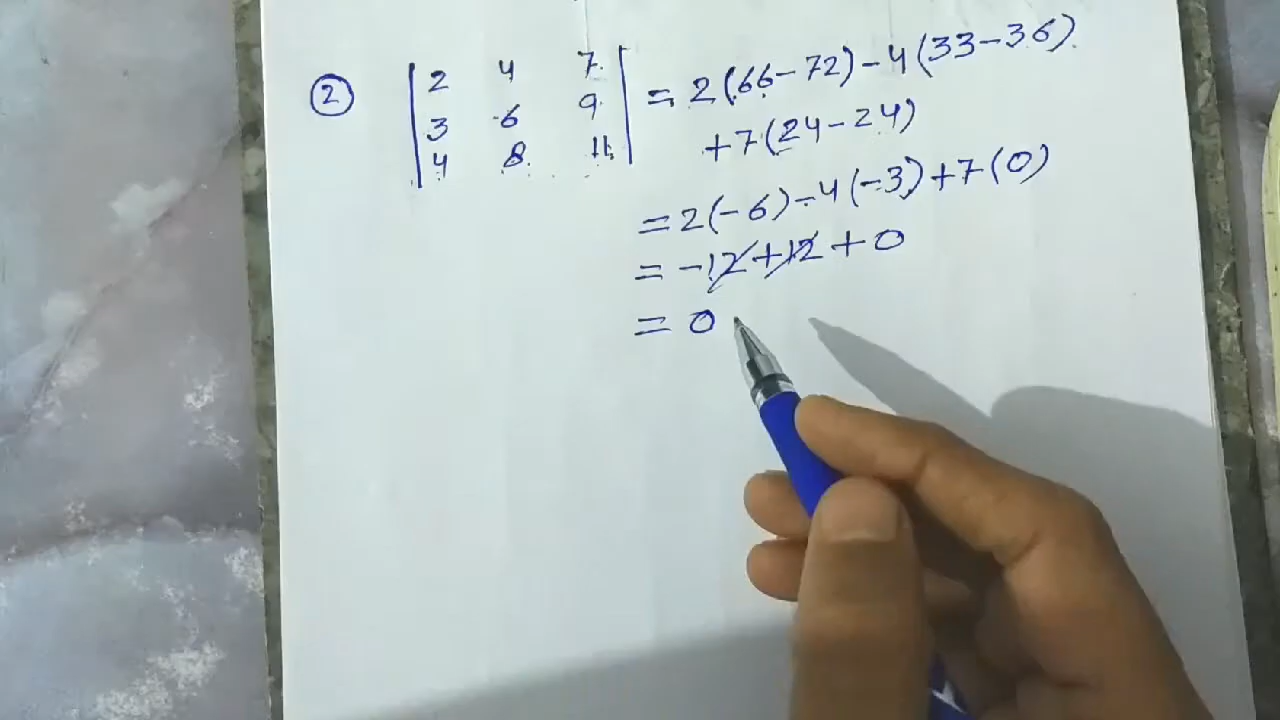 ② | 2 4 7 | = 2(66-72)-4(33-36)
| 3 6 9 | +7(24-24)
| 4 8 11 |
= 2(-6)-4(-3)+7(0)
= -12+12+0
= 0